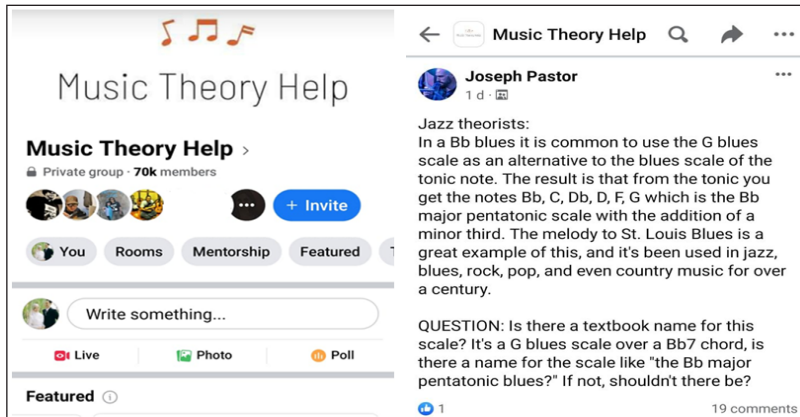 Music Theory Help
Music Theory Help >
Private group · 70k members
+ Invite
You
Rooms
Mentorship
Featured
Write something...
Live
Photo
Poll
Featured
Music Theory Help
Joseph Pastor
1 d
Jazz theorists:
In a Bb blues it is common to use the G blues
scale as an alternative to the blues scale of the
tonic note. The result is that from the tonic you
get the notes Bb, C, Db, D, F, G which is the Bb
major pentatonic scale with the addition of a
minor third. The melody to St. Louis Blues is a
great example of this, and it's been used in jazz,
blues, rock, pop, and even country music for over
a century.
QUESTION: Is there a textbook name for this
scale? It's a G blues scale over a Bb7 chord, is
there a name for the scale like "the Bb major
pentatonic blues?" If not, shouldn't there be?
1
19 comments